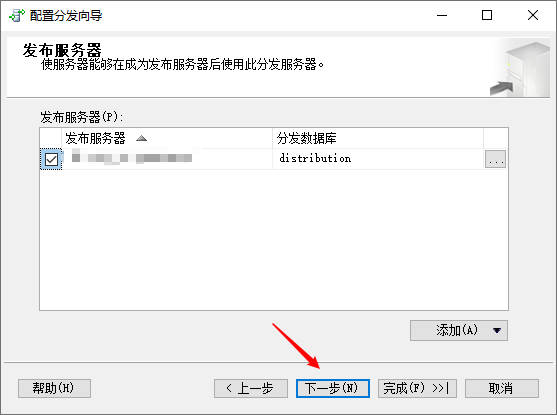 配置分发向导
发布服务器
使服务器能够在成为发布服务器后使用此分发服务器。
发布服务器(P):
发布服务器 分发数据库
distribution ...
添加(A)
帮助(H) < 上一步 下一步(N) 完成(F) >>| 取消